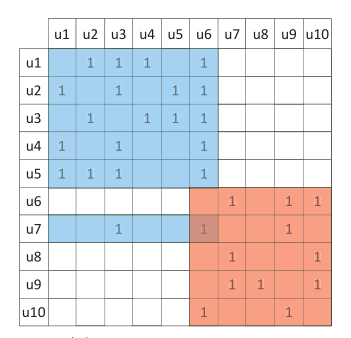 u1 u2 u3 u4 u5 u6 u7 u8 u9 u10
u1 1 1 1 1
u2 1 1 1 1
u3 1 1 1 1
u4 1 1 1
u5 1 1 1 1
u6 1 1 1
u7 1 1 1
u8 1 1
u9 1 1 1
u10 1 1